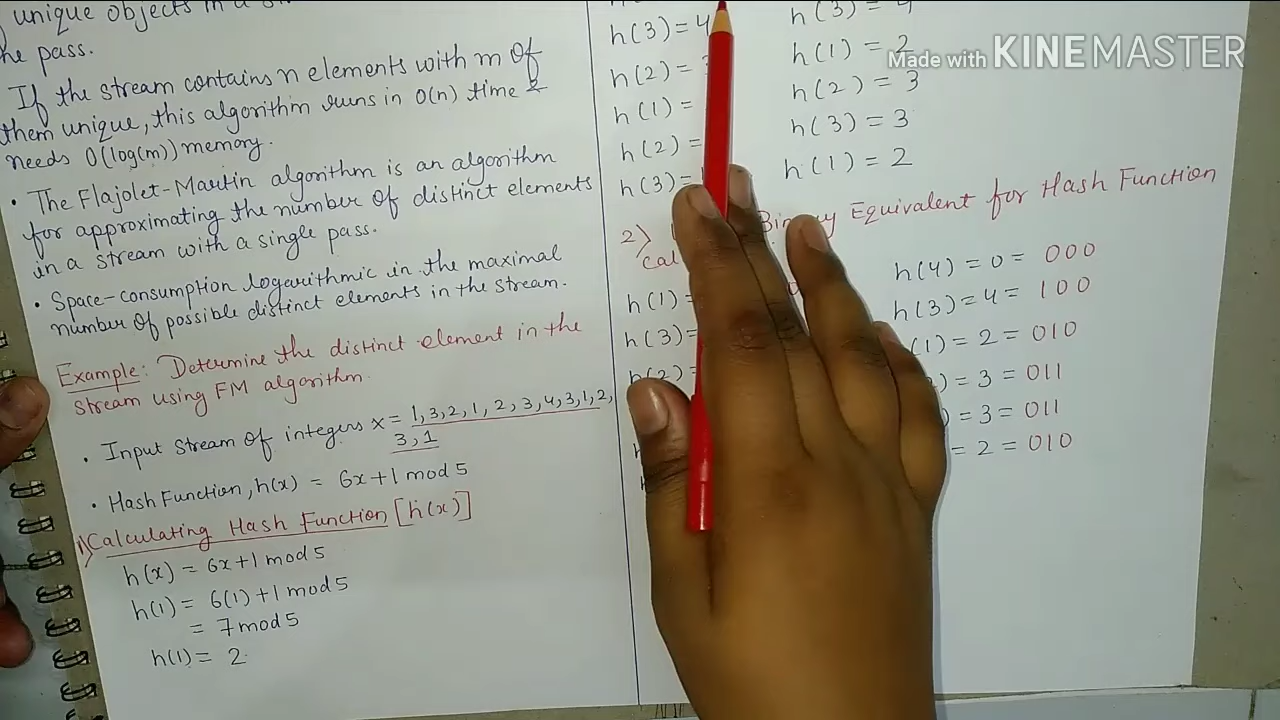 unique objects in a
he pass.
If the stream contains n elements with m of
them unique, this algorithm runs in O(n) time &
needs O(log(m)) memory.
• The Flajolet-Martin algorithm is an algorithm
for approximating the number of distinct elements
in a stream with a single pass.
• Space-consumption logarithmic in the maximal
number of possible distinct elements in the stream.
Example: Determine the distinct element in the
stream using FM algorithm.
• Input stream of integers x = 1,3,2,1,2,3,4,3,1,2,
3,1
• Hash Function, h(x) = 6x+1 mod 5
1) Calculating Hash Function [h(x)]
h(x) = 6x+1 mod 5
h(1) = 6(1)+1 mod 5
= 7 mod 5
h(1) = 2
h(3) = 4
h(2) =
h(1) =
h(2) =
h(3) =
h(3) = 4
h(1) = 2
h(2) = 3
h(3) = 3
h(1) = 2
2) Binary Equivalent for Hash Function
Cal
h(1) =
h(3) =
h(2) =
h(4) = 0 = 000
h(3) = 4 = 100
(1) = 2 = 010
) = 3 = 011
) = 3 = 011
= 2 = 010
Made with KINEMASTER